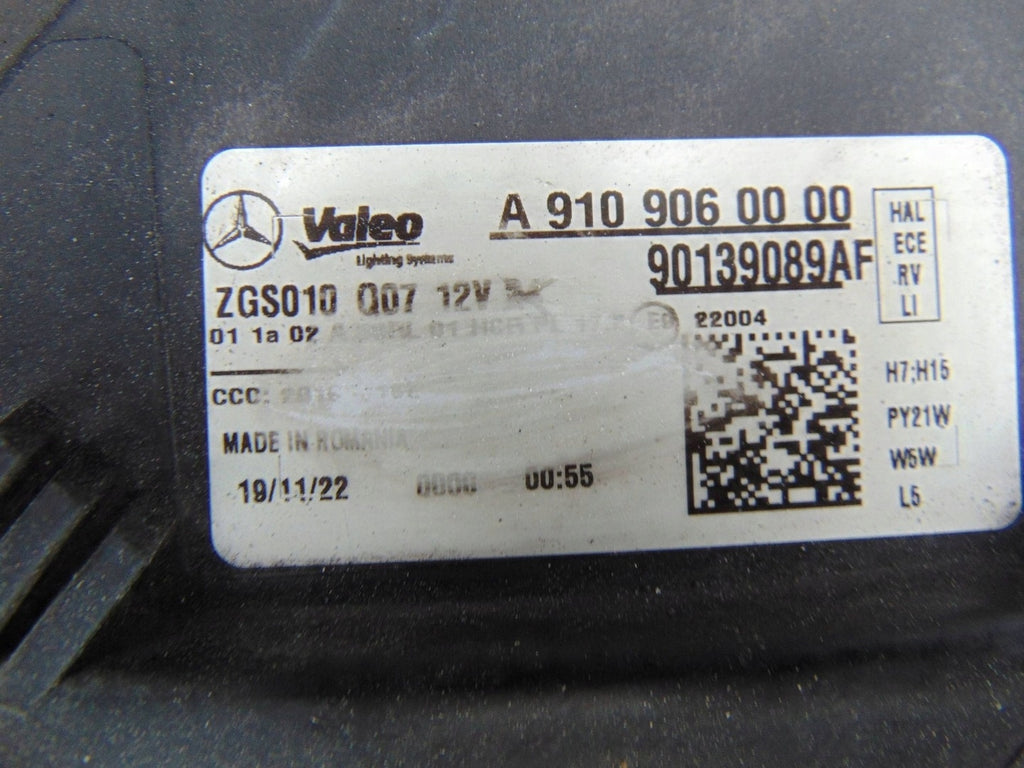 Valeo
Lighting Systems
A 910 906 00 00
90139089AF
HAL
ECE
RV
LI
ZGS010 Q07 12V
01 1a 02
22004
CCC:
H7;H15
PY21W
W5W
L5
MADE IN ROMANIA
19/11/22 0000 00:55